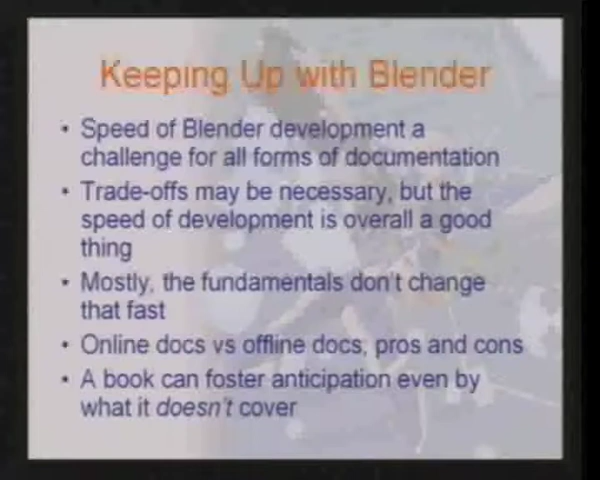 Keeping Up with Blender
• Speed of Blender development a
challenge for all forms of documentation
• Trade-offs may be necessary, but the
speed of development is overall a good
thing
• Mostly, the fundamentals don't change
that fast
• Online docs vs offline docs, pros and cons
• A book can foster anticipation even by
what it doesn't cover